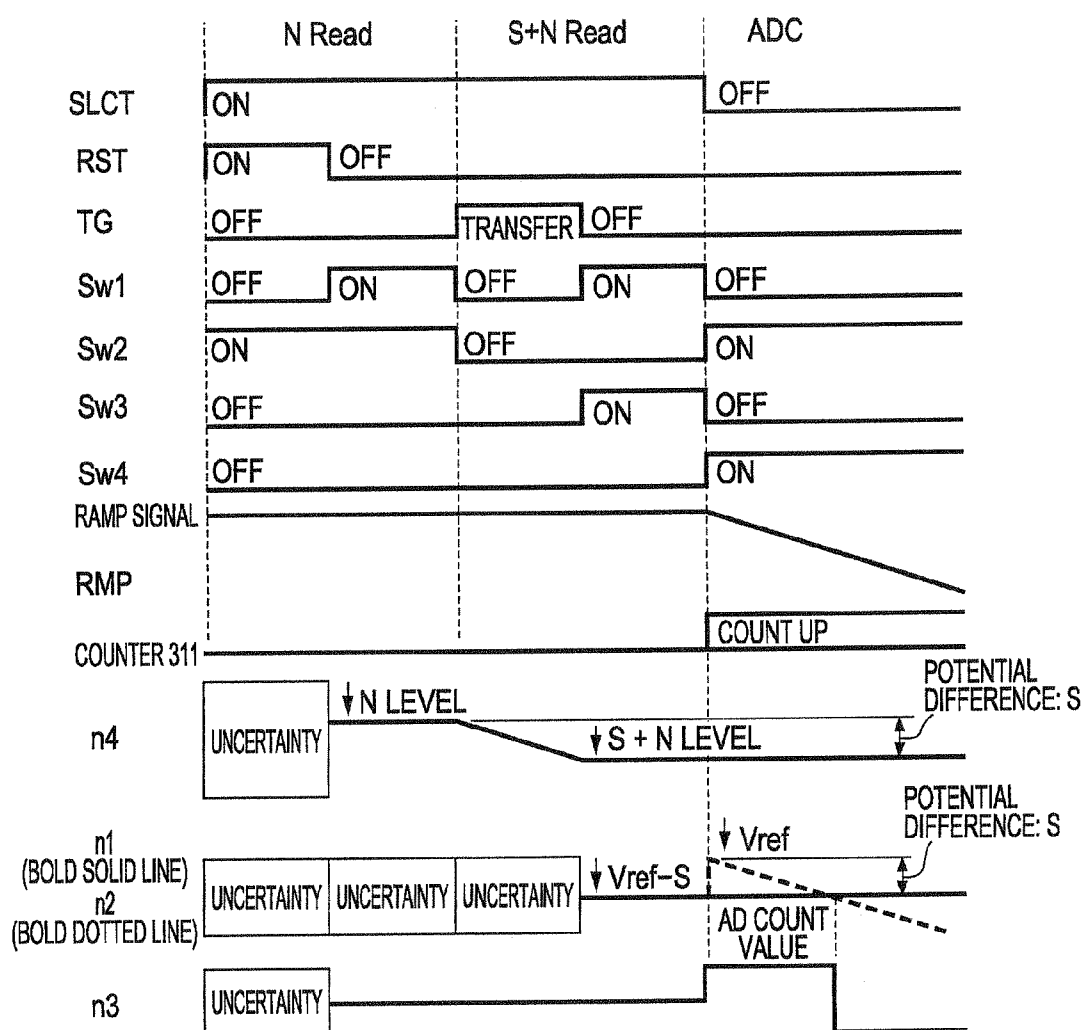 N Read S+N Read ADC
SLCT ON OFF
RST ON OFF
TG OFF TRANSFER OFF
Sw1 OFF ON OFF ON OFF
Sw2 ON OFF ON
Sw3 OFF ON OFF
Sw4 OFF ON
RAMP SIGNAL
RMP
COUNT UP
COUNTER 311
POTENTIAL
DIFFERENCE: S
N LEVEL
n4 UNCERTAINTY S + N LEVEL
POTENTIAL
DIFFERENCE: S
Vref
n1
(BOLD SOLID LINE)
n2
(BOLD DOTTED LINE)
UNCERTAINTY UNCERTAINTY UNCERTAINTY Vref-S
AD COUNT
VALUE
n3 UNCERTAINTY